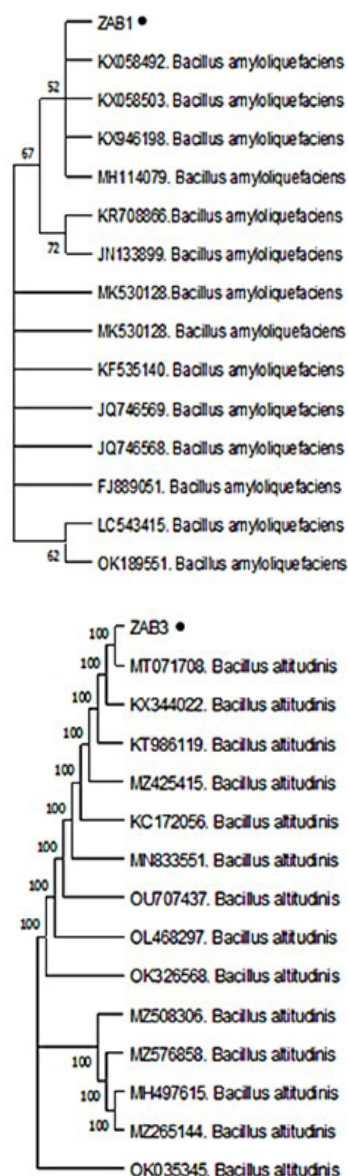 ZAB1 ●
KX058492. Bacillus amyloliquefaciens
52
KX058503. Bacillus amyloliquefaciens
KX946198. Bacillus amyloliquefaciens
67
MH114079. Bacillus amyloliquefaciens
KR708866.Bacillus amyloliquefaciens
72
JN133899. Bacillus amyloliquefaciens
MK530128.Bacillus amyloliquefaciens
MK530128. Bacillus amyloliquefaciens
KF535140. Bacillus amyloliquefaciens
JQ746569. Bacillus amyloliquefaciens
JQ746568. Bacillus amyloliquefaciens
FJ889051. Bacillus amyloliquefaciens
LC543415. Bacillus amyloliquefaciens
62
OK189551. Bacillus amyloliquefaciens
100
ZAB3 ●
100
MT071708. Bacillus altitudinis
100
KX344022. Bacillus altitudinis
100
KT986119. Bacillus altitudinis
100
MZ425415. Bacillus altitudinis
100
KC172056. Bacillus altitudinis
100
MN833551. Bacillus altitudinis
100
OU707437. Bacillus altitudinis
100
OL468297. Bacillus altitudinis
OK326568. Bacillus altitudinis
MZ508306. Bacillus altitudinis
100
MZ576858. Bacillus altitudinis
100
MH497615. Bacillus altitudinis
100
MZ265144. Bacillus altitudinis
OK035345. Bacillus altitudinis